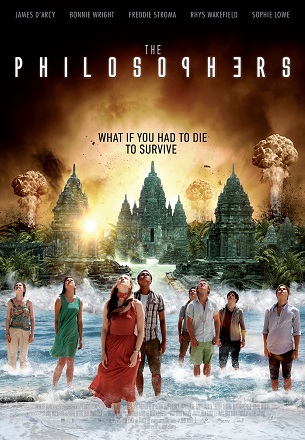 JAMES D'ARCY BONNIE WRIGHT FREDDIE STROMA RHYS WAKEFIELD SOPHIE LOWE
THE
PHILOSOPHERS
WHAT IF YOU HAD TO DIE
TO SURVIVE